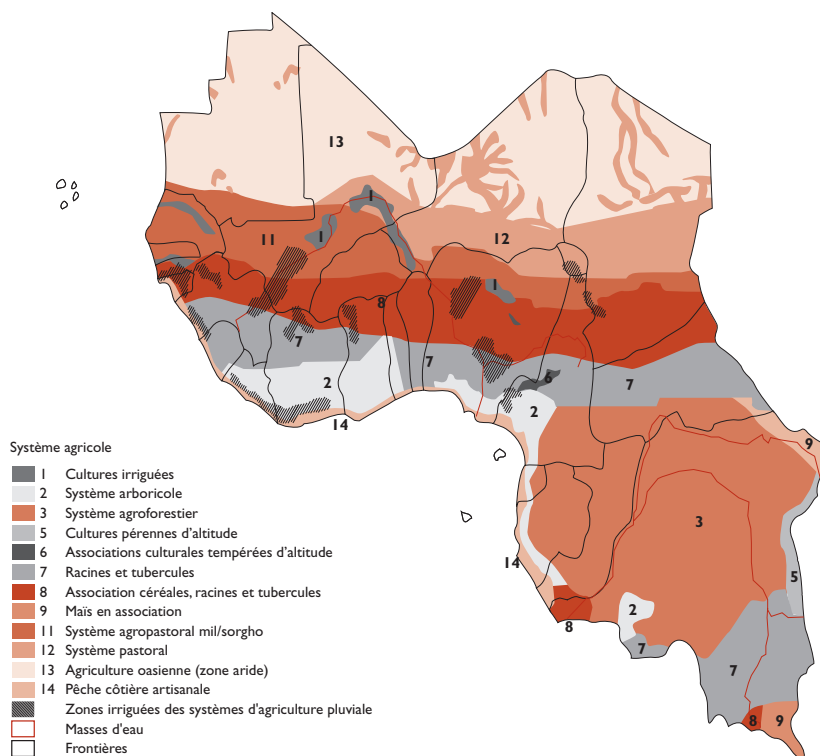 13
1
1
11
12
1
8
7
7
6
7
2
2
14
9
3
14
5
2
8
7
7
8
9
Système agricole
1 Cultures irriguées
2 Système arboricole
3 Système agroforestier
5 Cultures pérennes d'altitude
6 Associations culturales tempérées d'altitude
7 Racines et tubercules
8 Association céréales, racines et tubercules
9 Maïs en association
11 Système agropastoral mil/sorgho
12 Système pastoral
13 Agriculture oasienne (zone aride)
14 Pêche côtière artisanale
Zones irriguées des systèmes d'agriculture pluviale
Masses d'eau
Frontières